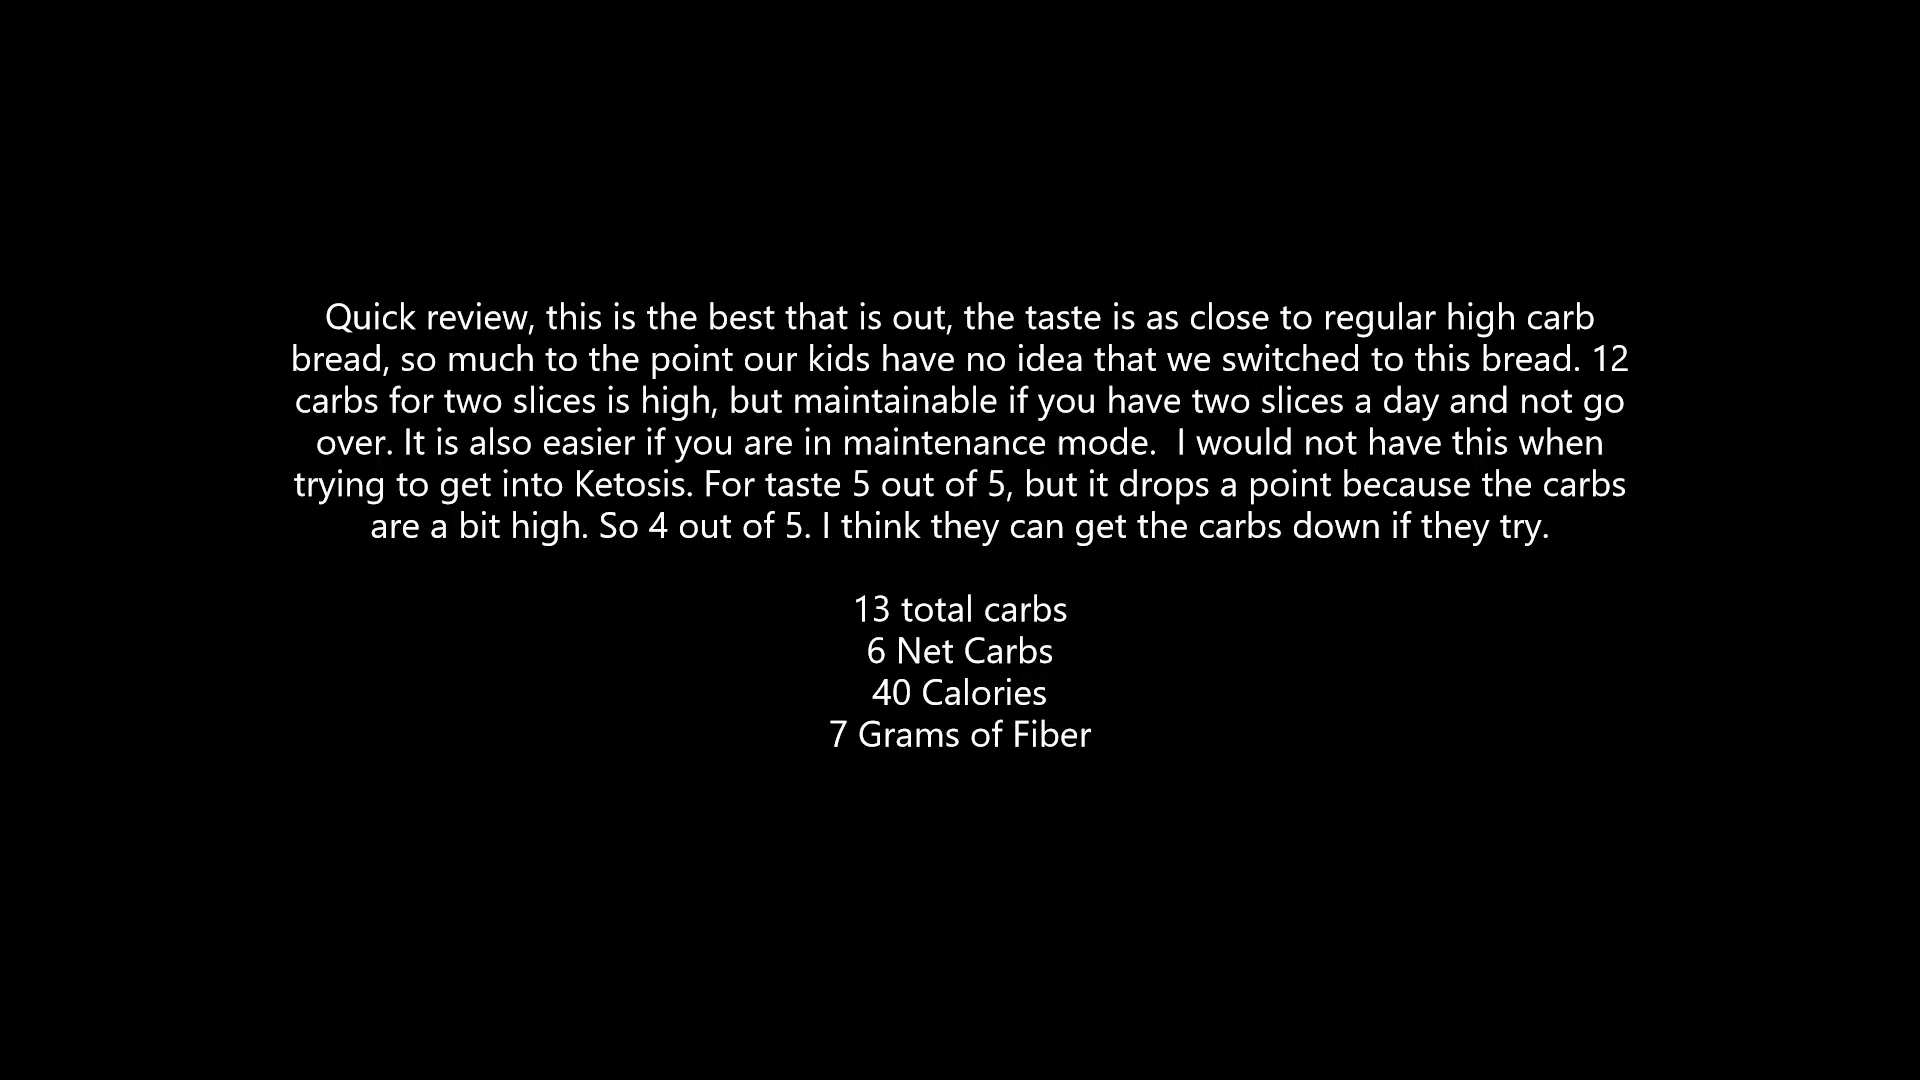 Quick review, this is the best that is out, the taste is as close to regular high carb
bread, so much to the point our kids have no idea that we switched to this bread. 12
carbs for two slices is high, but maintainable if you have two slices a day and not go
over. It is also easier if you are in maintenance mode.  I would not have this when
trying to get into Ketosis. For taste 5 out of 5, but it drops a point because the carbs
are a bit high. So 4 out of 5. I think they can get the carbs down if they try.
13 total carbs
6 Net Carbs
40 Calories
7 Grams of Fiber